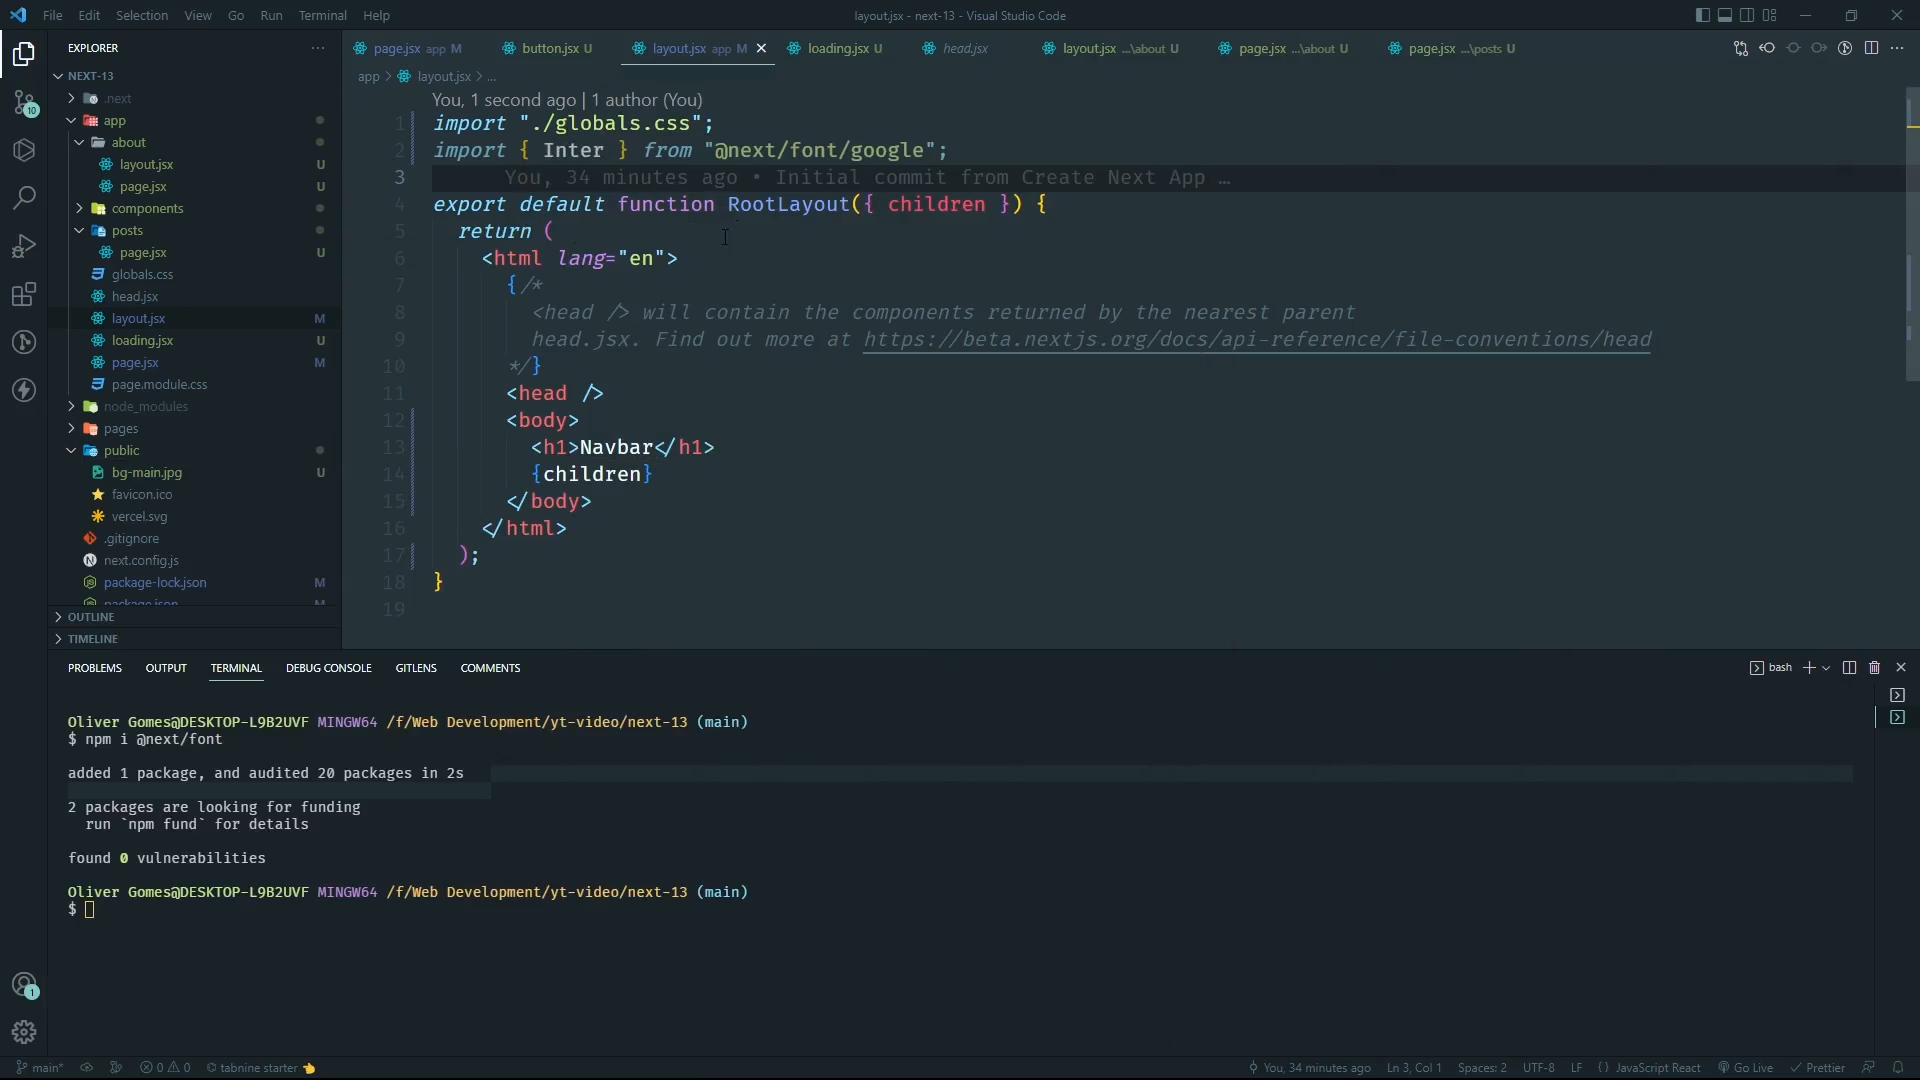 File Edit Selection View Go Run Terminal Help
layout.jsx - next-13 - Visual Studio Code
EXPLORER
NEXT-13
.next
app
about
layout.jsx U
page.jsx U
components
posts
page.jsx U
globals.css
head.jsx
layout.jsx M
loading.jsx U
page.jsx M
page.module.css
node_modules
pages
public
bg-main.jpg U
favicon.ico
vercel.svg
.gitignore
next.config.js
package-lock.json M
package.json M
OUTLINE
TIMELINE
10
1
page.jsx app M
button.jsx U
layout.jsx app M
loading.jsx U
head.jsx
layout.jsx ...\about U
page.jsx ...\about U
page.jsx ...\posts U
app > layout.jsx > ...
You, 1 second ago | 1 author (You)
1 import "./globals.css";
2 import { Inter } from "@next/font/google";
3 You, 34 minutes ago • Initial commit from Create Next App …
4 export default function RootLayout({ children }) {
5 return (
6 <html lang="en">
7 {/*
8 <head /> will contain the components returned by the nearest parent
9 head.jsx. Find out more at https://beta.nextjs.org/docs/api-reference/file-conventions/head
10 */}
11 <head />
12 <body>
13 <h1>Navbar</h1>
14 {children}
15 </body>
16 </html>
17 );
18 }
19
PROBLEMS OUTPUT TERMINAL DEBUG CONSOLE GITLENS COMMENTS
bash
Oliver Gomes@DESKTOP-L9B2UVF MINGW64 /f/Web Development/yt-video/next-13 (main)
$ npm i @next/font
added 1 package, and audited 20 packages in 2s
2 packages are looking for funding
run `npm fund` for details
found 0 vulnerabilities
Oliver Gomes@DESKTOP-L9B2UVF MINGW64 /f/Web Development/yt-video/next-13 (main)
$
main* 0 0 tabnine starter
You, 34 minutes ago Ln 3, Col 1 Spaces: 2 UTF-8 LF { } JavaScript React Go Live Prettier